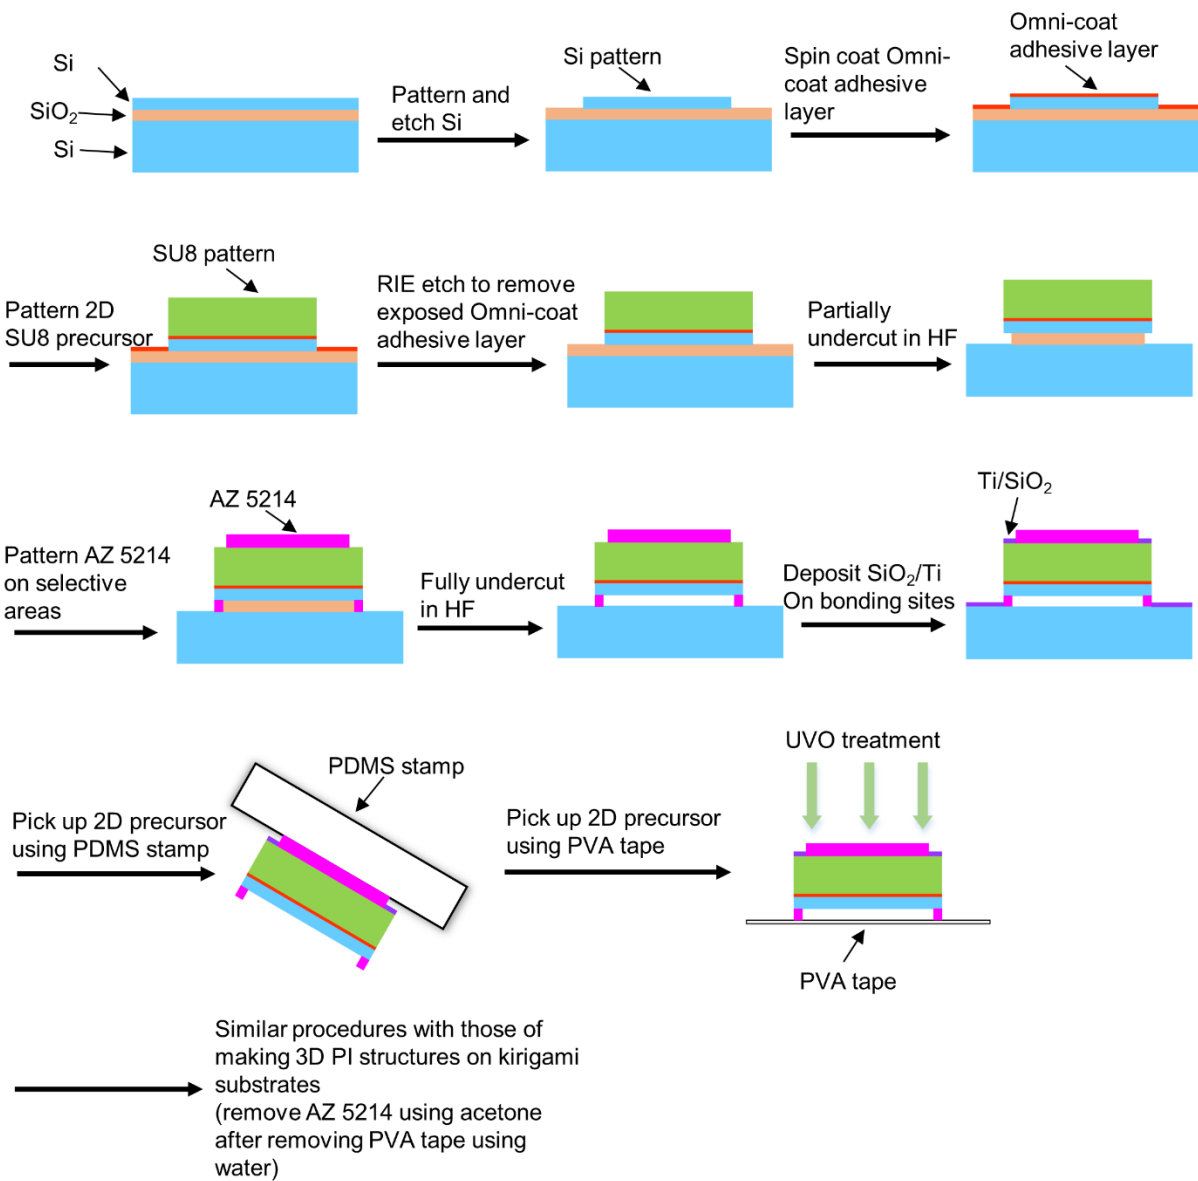 Si
SiO2
Si
Pattern and
etch Si
Si pattern
Spin coat Omni-
coat adhesive
layer
Omni-coat
adhesive layer
Pattern 2D
SU8 precursor
SU8 pattern
RIE etch to remove
exposed Omni-coat
adhesive layer
Partially
undercut in HF
Pattern AZ 5214
on selective
areas
AZ 5214
Fully undercut
in HF
Deposit SiO2/Ti
On bonding sites
Ti/SiO2
Pick up 2D precursor
using PDMS stamp
PDMS stamp
Pick up 2D precursor
using PVA tape
UVO treatment
PVA tape
Similar procedures with those of
making 3D PI structures on kirigami
substrates
(remove AZ 5214 using acetone
after removing PVA tape using
water)